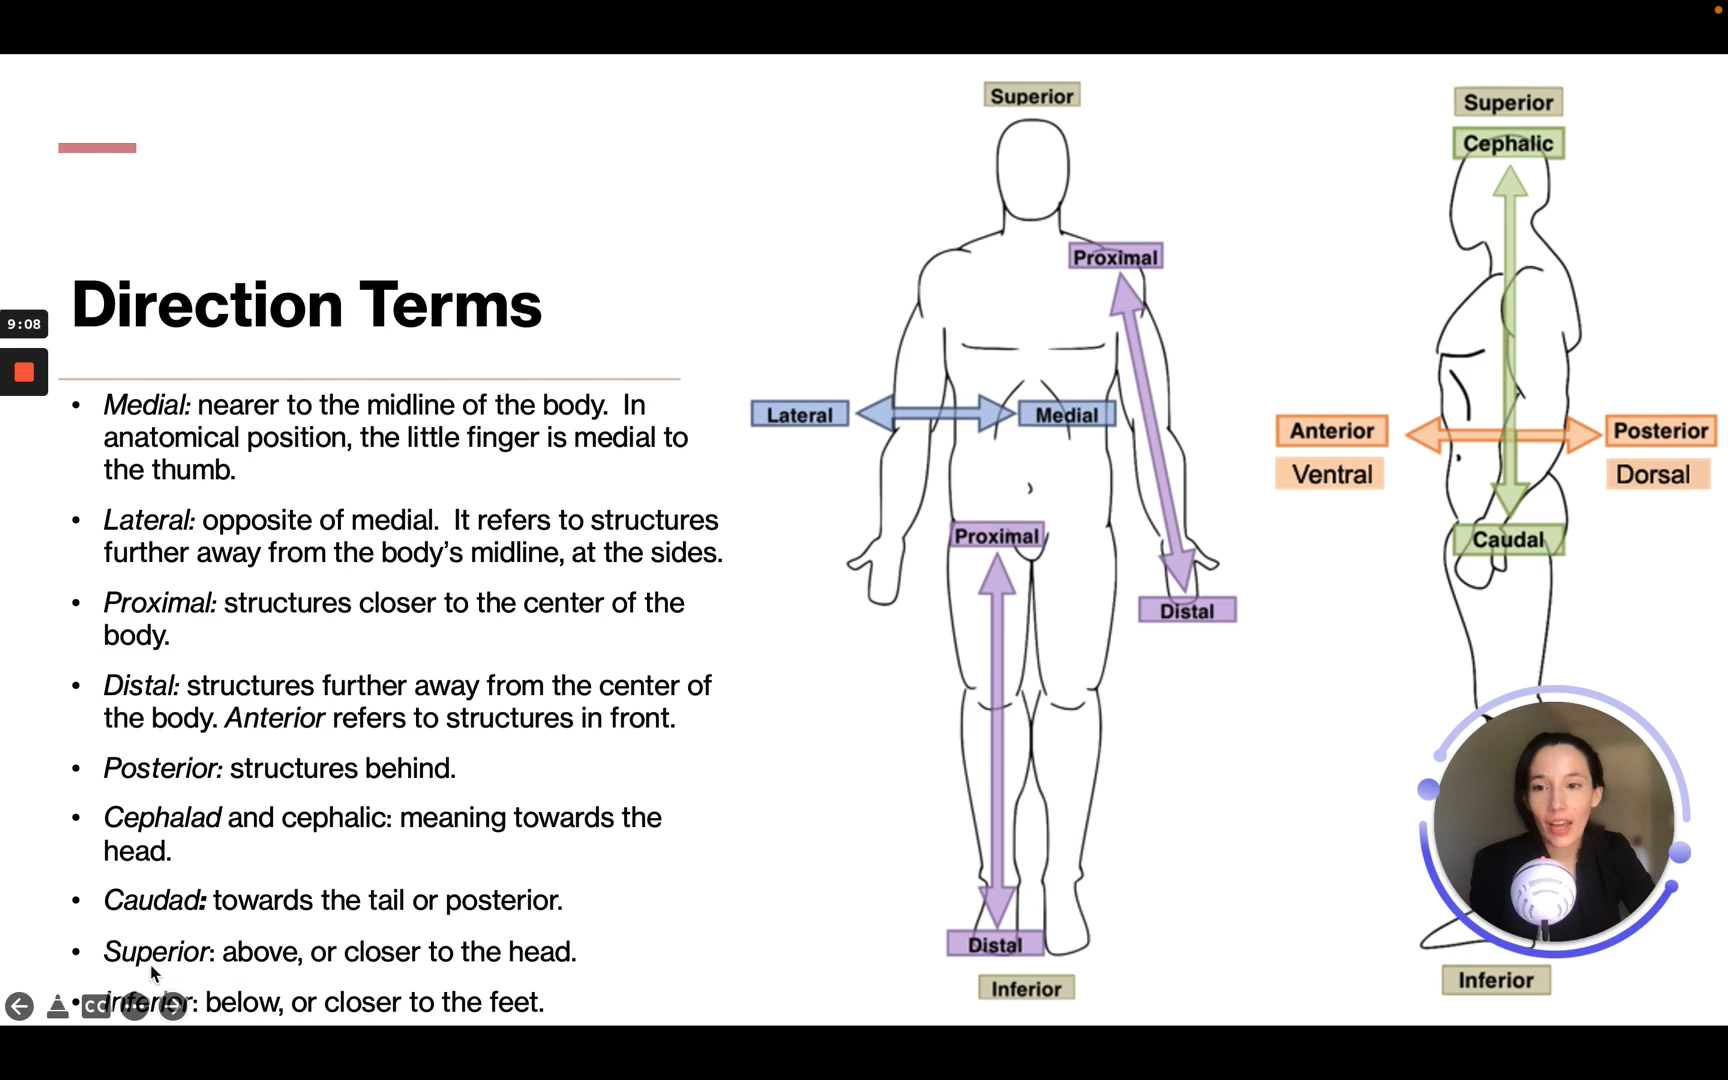 Direction Terms
9:08
• Medial: nearer to the midline of the body.  In
anatomical position, the little finger is medial to
the thumb.
• Lateral: opposite of medial.  It refers to structures
further away from the body’s midline, at the sides.
• Proximal: structures closer to the center of the
body.
• Distal: structures further away from the center of
the body. Anterior refers to structures in front.
• Posterior: structures behind.
• Cephalad and cephalic: meaning towards the
head.
• Caudad: towards the tail or posterior.
• Superior: above, or closer to the head.
• Inferior: below, or closer to the feet.
CC
Superior
Proximal
Lateral
Medial
Proximal
Distal
Distal
Inferior
Superior
Cephalic
Anterior
Posterior
Ventral
Dorsal
Caudal
Inferior